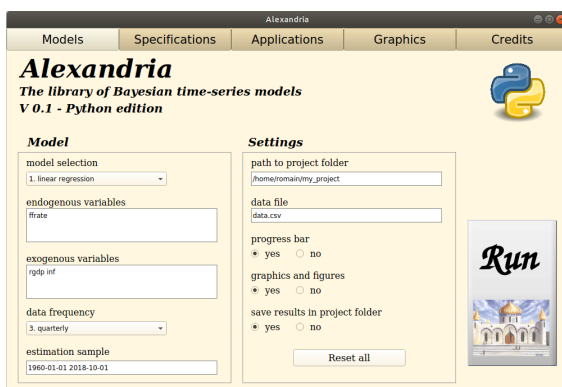 Alexandria
Models Specifications Applications Graphics Credits
Alexandria
The library of Bayesian time-series models
V 0.1 - Python edition
Model
model selection
1. linear regression
endogenous variables
ffrate
exogenous variables
rgdp inf
data frequency
3. quarterly
estimation sample
1960-01-01 2018-10-01
Settings
path to project folder
/home/romain/my_project
data file
data.csv
progress bar
yes no
graphics and figures
yes no
save results in project folder
yes no
Reset all
Run